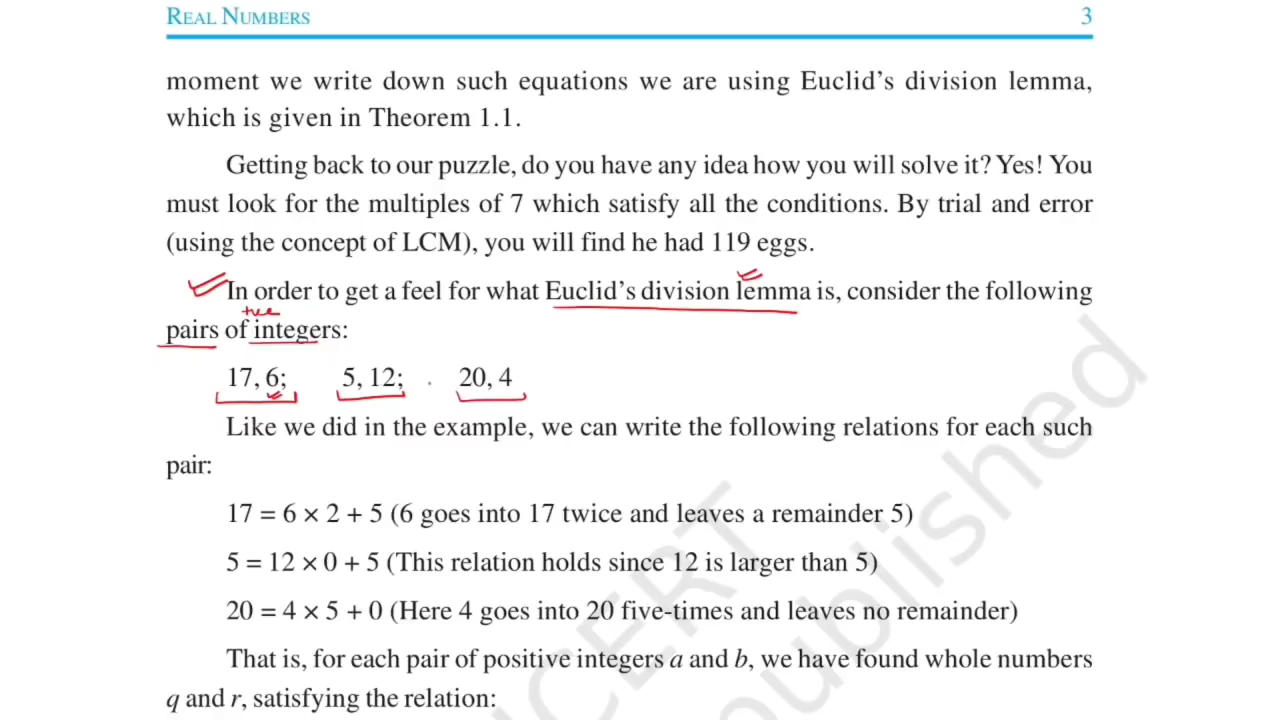 REAL NUMBERS 3
moment we write down such equations we are using Euclid's division lemma,
which is given in Theorem 1.1.
Getting back to our puzzle, do you have any idea how you will solve it? Yes! You
must look for the multiples of 7 which satisfy all the conditions. By trial and error
(using the concept of LCM), you will find he had 119 eggs.
In order to get a feel for what Euclid's division lemma is, consider the following
+ve
pairs of integers:
17, 6; 5, 12; 20, 4
Like we did in the example, we can write the following relations for each such
pair:
17 = 6 × 2 + 5 (6 goes into 17 twice and leaves a remainder 5)
5 = 12 × 0 + 5 (This relation holds since 12 is larger than 5)
20 = 4 × 5 + 0 (Here 4 goes into 20 five-times and leaves no remainder)
That is, for each pair of positive integers a and b, we have found whole numbers
q and r, satisfying the relation:
NCERT
published